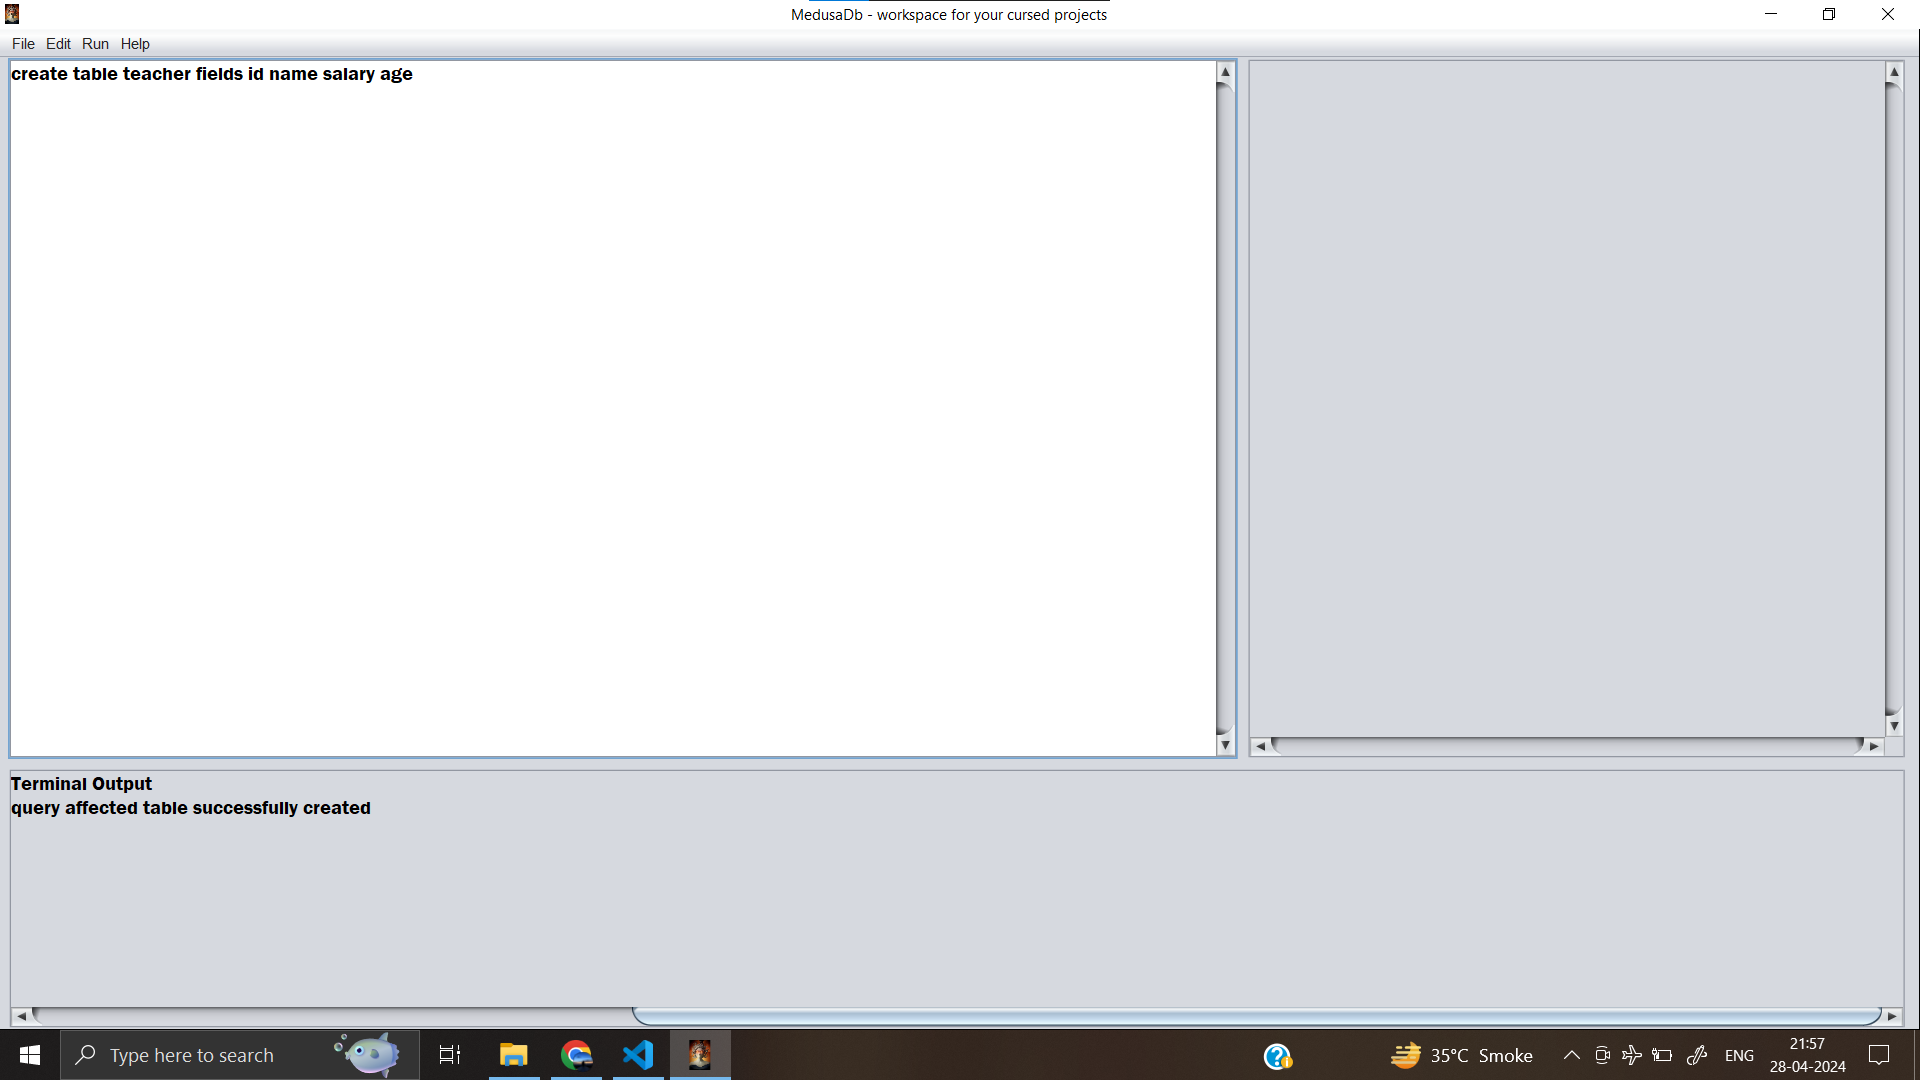 MedusaDb - workspace for your cursed projects
File Edit Run Help
create table teacher fields id name salary age
Terminal Output
query affected table successfully created
Type here to search
35°C Smoke
ENG
21:57
28-04-2024